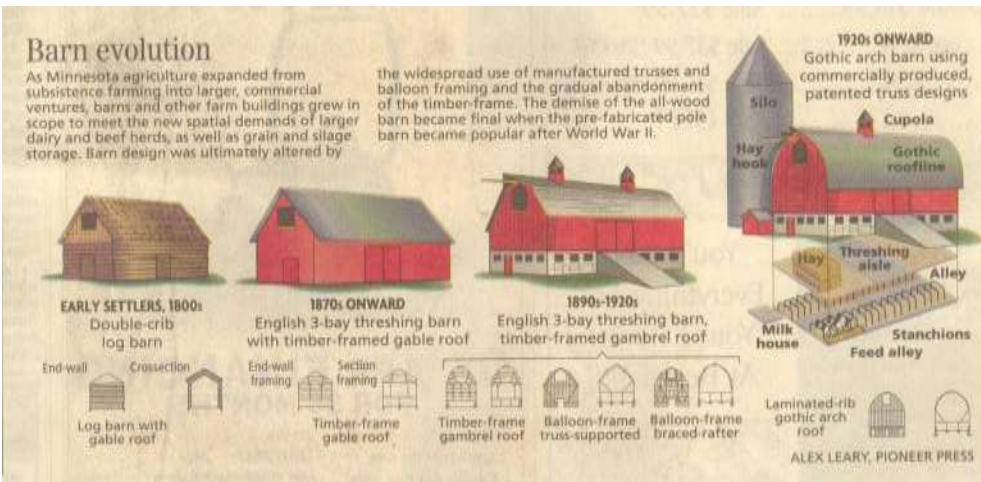 Barn evolution
As Minnesota agriculture expanded from
subsistence farming into larger, commercial
ventures, barns and other farm buildings grew in
scope to meet the new spatial demands of larger
dairy and beef herds, as well as grain and silage
storage. Barn design was ultimately altered by
the widespread use of manufactured trusses and
balloon framing and the gradual abandonment
of the timber-frame. The demise of the all-wood
barn became final when the pre-fabricated pole
barn became popular after World War II.
EARLY SETTLERS, 1800s
Double-crib
log barn
1870s ONWARD
English 3-bay threshing barn
with timber-framed gable roof
1890s-1920s
English 3-bay threshing barn,
timber-framed gambrel roof
1920s ONWARD
Gothic arch barn using
commercially produced,
patented truss designs
Silo
Cupola
Hay
hook
Gothic
roofline
Hay
Threshing
aisle
Alley
Milk
house
Stanchions
Feed alley
End-wall
Crossection
Log barn with
gable roof
End-wall
framing
Section
framing
Timber-frame
gable roof
Timber-frame
gambrel roof
Balloon-frame
truss-supported
Balloon-frame
braced-rafter
Laminated-rib
gothic arch
roof
ALEX LEARY, PIONEER PRESS